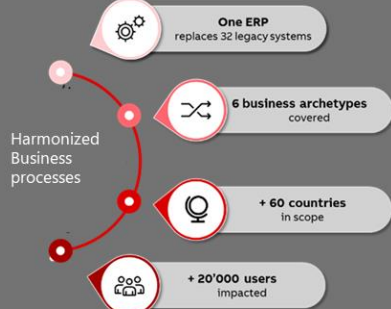 One ERP
replaces 32 legacy systems
6 business archetypes
covered
Harmonized
Business
processes
+ 60 countries
in scope
+ 20'000 users
impacted